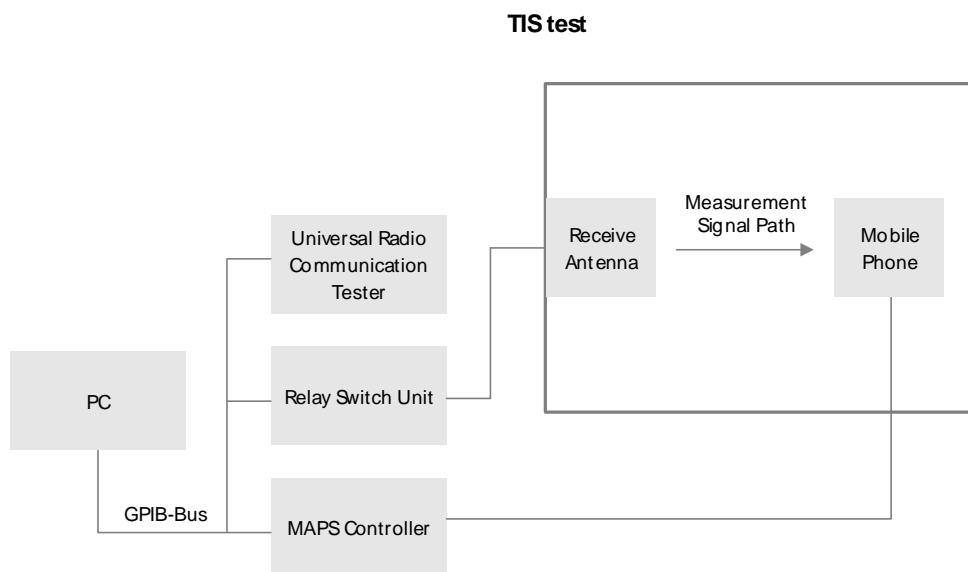 TIS test
Measurement
Signal Path
Receive
Antenna
Mobile
Phone
Universal Radio
Communication
Tester
PC
Relay Switch Unit
GPIB-Bus
MAPS Controller